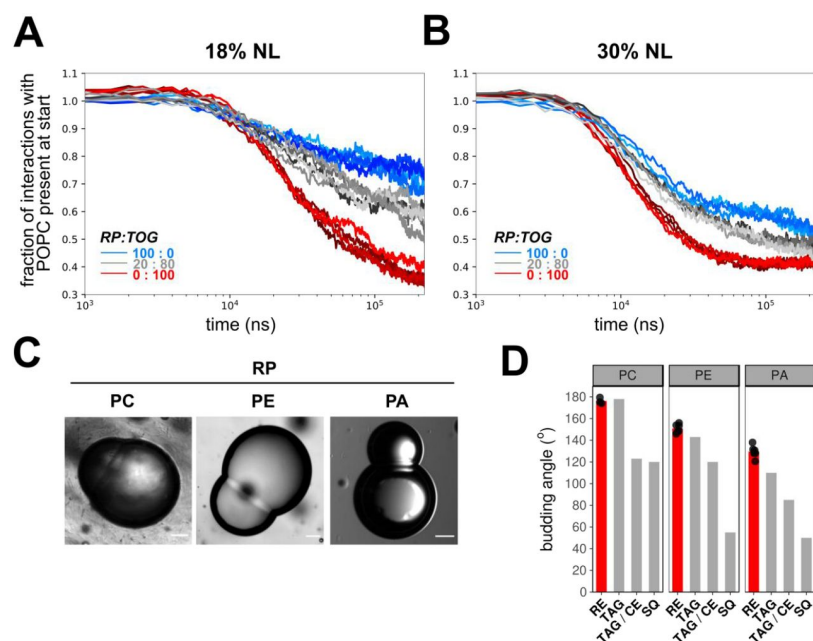 A
18% NL
fraction of interactions with
POPC present at start
1.1
1.0
0.9
0.8
0.7
0.6
0.5
0.4
0.3
RP:TOG
100 : 0
20 : 80
0 : 100
10³
10⁴
10⁵
time (ns)
B
30% NL
1.1
1.0
0.9
0.8
0.7
0.6
0.5
0.4
0.3
RP:TOG
100 : 0
20 : 80
0 : 100
10³
10⁴
10⁵
time (ns)
C
RP
PC
PE
PA
D
PC
PE
PA
budding angle (°)
180
160
140
120
100
80
60
40
20
0
RE
TAG
TAG / CE
SQ
RE
TAG
TAG / CE
SQ
RE
TAG
TAG / CE
SQ